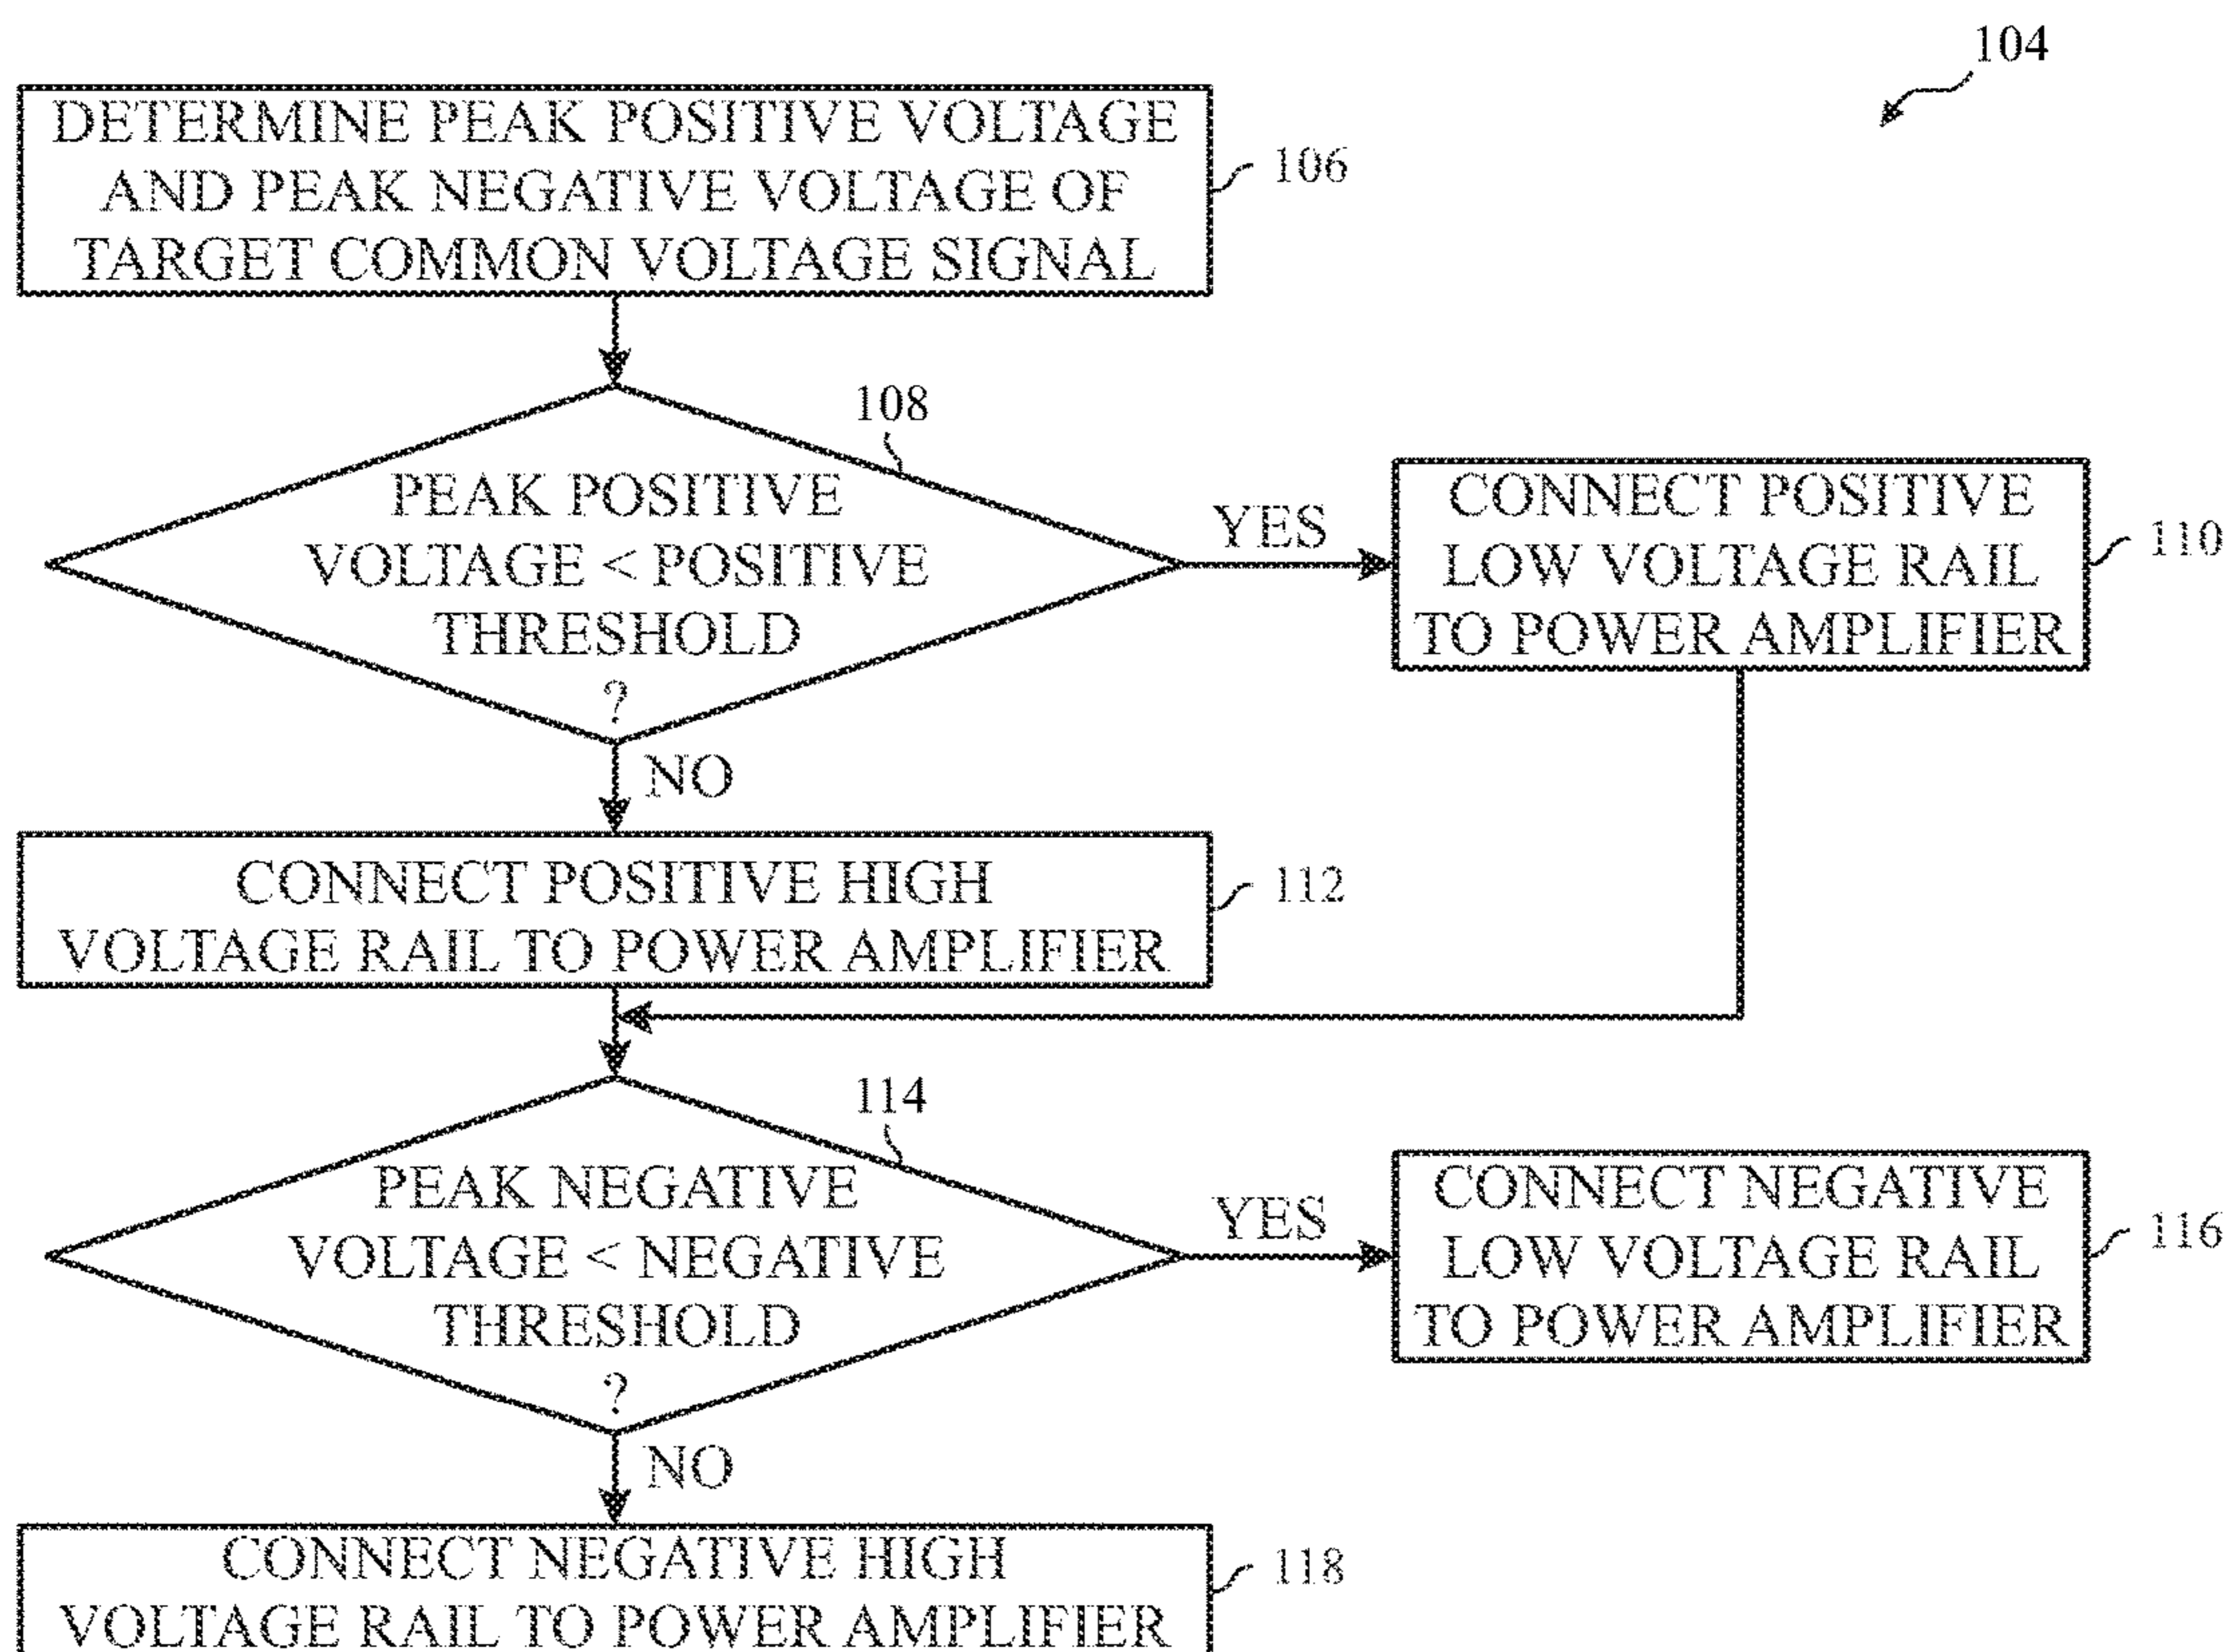 104
DETERMINE PEAK POSITIVE VOLTAGE
AND PEAK NEGATIVE VOLTAGE OF
TARGET COMMON VOLTAGE SIGNAL
106
108
PEAK POSITIVE
VOLTAGE < POSITIVE
THRESHOLD
?
YES
CONNECT POSITIVE
LOW VOLTAGE RAIL
TO POWER AMPLIFIER
110
NO
CONNECT POSITIVE HIGH
VOLTAGE RAIL TO POWER AMPLIFIER
112
114
PEAK NEGATIVE
VOLTAGE < NEGATIVE
THRESHOLD
?
YES
CONNECT NEGATIVE
LOW VOLTAGE RAIL
TO POWER AMPLIFIER
116
NO
CONNECT NEGATIVE HIGH
VOLTAGE RAIL TO POWER AMPLIFIER
118